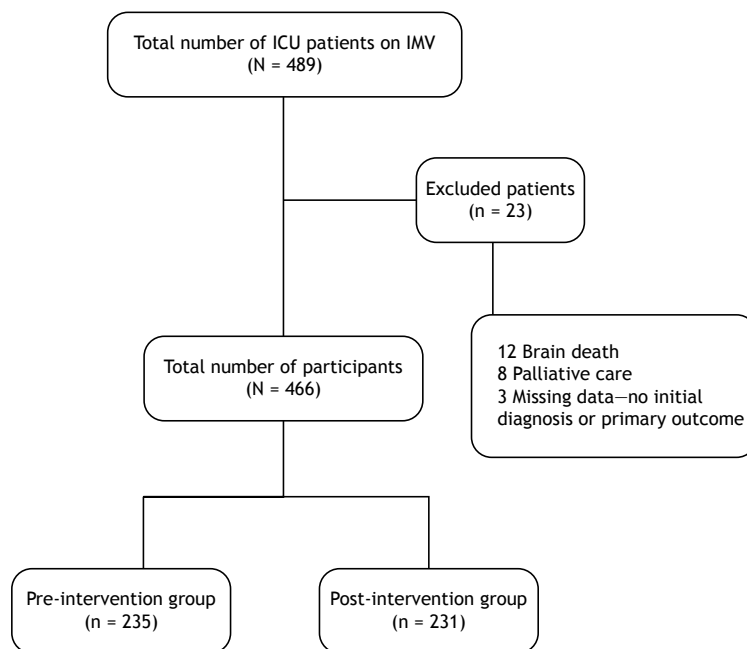 Total number of ICU patients on IMV
(N = 489)
Excluded patients
(n = 23)
12 Brain death
8 Palliative care
3 Missing data—no initial
diagnosis or primary outcome
Total number of participants
(N = 466)
Pre-intervention group
(n = 235)
Post-intervention group
(n = 231)